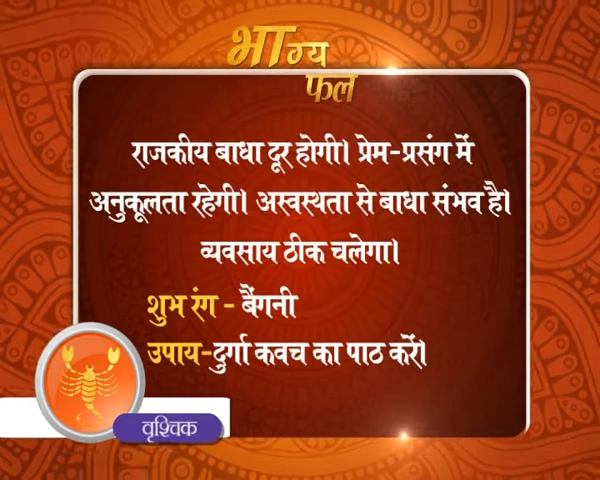 भाग्य
फल
राजकीय बाधा दूर होगी। प्रेम-प्रसंग में
अनुकूलता रहेगी। अस्वस्थता से बाधा संभव है।
व्यवसाय ठीक चलेगा।
शुभ रंग - बैंगनी
उपाय-दुर्गा कवच का पाठ करें।
वृश्चिक